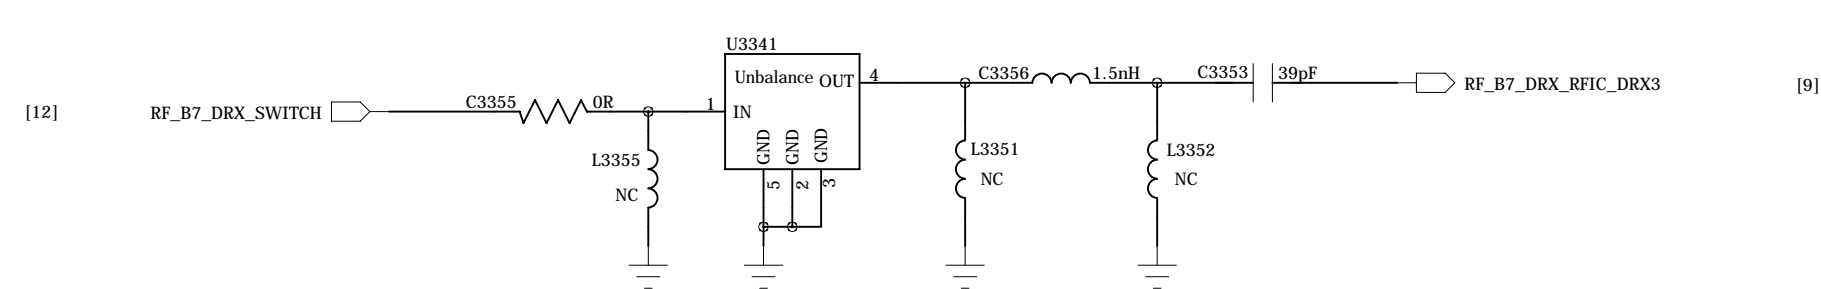 U3341
Unbalance OUT
4
C3356
1.5nH
C3353
39pF
RF_B7_DRX_RFIC_DRX3
[9]
[12]
RF_B7_DRX_SWITCH
C3355
0R
1
IN
GND
GND
GND
5
2
3
L3355
NC
L3351
NC
L3352
NC